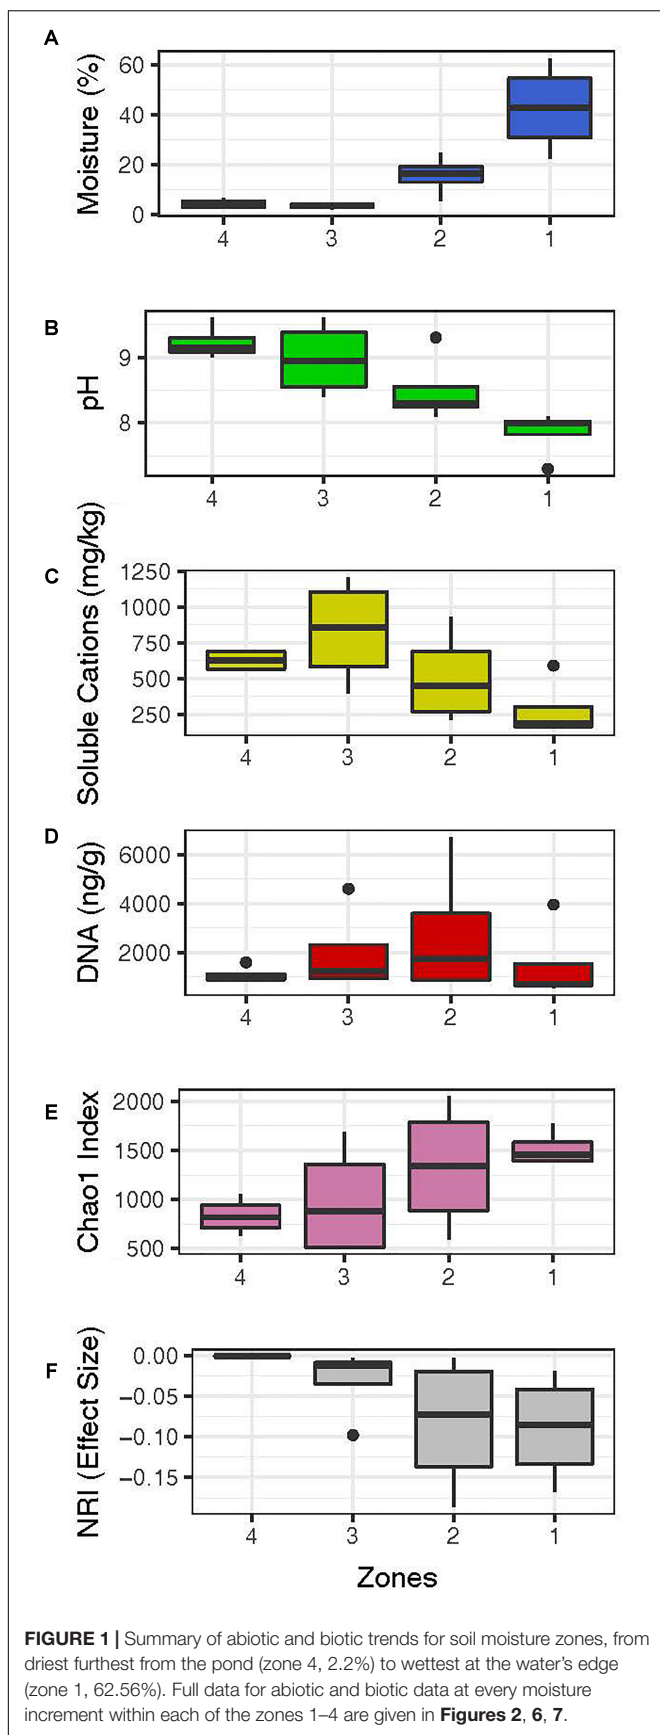 A
Moisture (%)
60
40
20
0
4 3 2 1
B
pH
9
8
4 3 2 1
C
Soluble Cations (mg/kg)
1250
1000
750
500
250
4 3 2 1
D
DNA (ng/g)
6000
4000
2000
4 3 2 1
E
Chao1 Index
2000
1500
1000
500
4 3 2 1
F
NRI (Effect Size)
0.00
−0.05
−0.10
−0.15
4 3 2 1
Zones
FIGURE 1 | Summary of abiotic and biotic trends for soil moisture zones, from
driest furthest from the pond (zone 4, 2.2%) to wettest at the water's edge
(zone 1, 62.56%). Full data for abiotic and biotic data at every moisture
increment within each of the zones 1–4 are given in Figures 2, 6, 7.